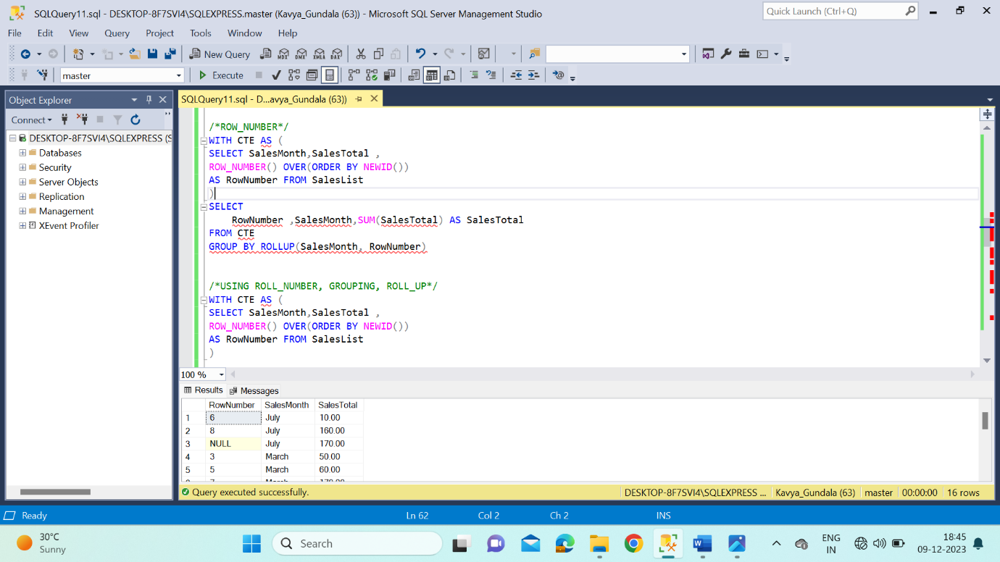 SQLQuery11.sql - DESKTOP-8F7SVI4\SQLEXPRESS.master (Kavya_Gundala (63)) - Microsoft SQL Server Management Studio
Quick Launch (Ctrl+Q)
File Edit View Query Project Tools Window Help
New Query MDX DMX XMLA DAX
master Execute
Object Explorer
SQLQuery11.sql - D...avya_Gundala (63))
Connect
DESKTOP-8F7SVI4\SQLEXPRESS (S
Databases
Security
Server Objects
Replication
Management
XEvent Profiler
/*ROW_NUMBER*/
WITH CTE AS (
SELECT SalesMonth,SalesTotal ,
ROW_NUMBER() OVER(ORDER BY NEWID())
AS RowNumber FROM SalesList
)
SELECT
RowNumber ,SalesMonth,SUM(SalesTotal) AS SalesTotal
FROM CTE
GROUP BY ROLLUP(SalesMonth, RowNumber)
/*USING ROLL_NUMBER, GROUPING, ROLL_UP*/
WITH CTE AS (
SELECT SalesMonth,SalesTotal ,
ROW_NUMBER() OVER(ORDER BY NEWID())
AS RowNumber FROM SalesList
)
100 %
Results Messages
RowNumber SalesMonth SalesTotal
1 6 July 10.00
2 8 July 160.00
3 NULL July 170.00
4 3 March 50.00
5 5 March 60.00
Query executed successfully. DESKTOP-8F7SVI4\SQLEXPRESS ... Kavya_Gundala (63) master 00:00:00 16 rows
Ready Ln 62 Col 2 Ch 2 INS
30°C
Sunny
Search
ENG
IN
18:45
09-12-2023